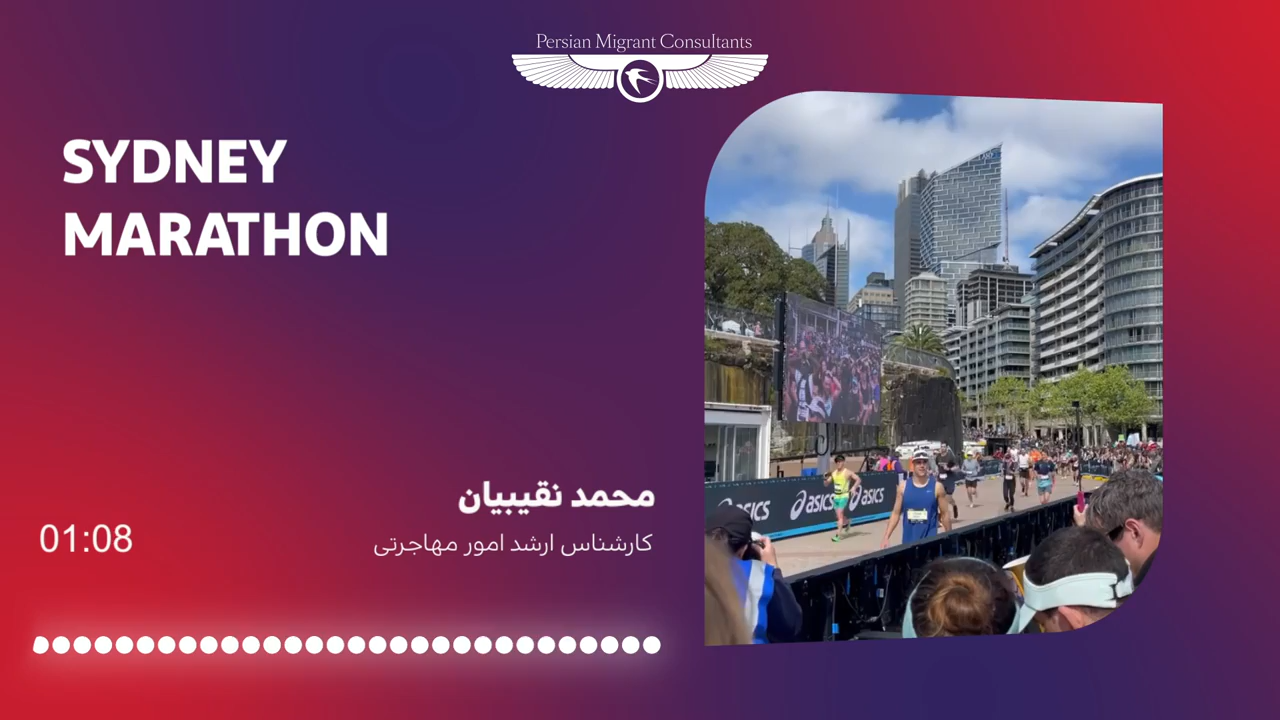 Persian Migrant Consultants
SYDNEY
MARATHON
محمد نقیبیان
کارشناس ارشد امور مهاجرتی
01:08
asics
asics
asics